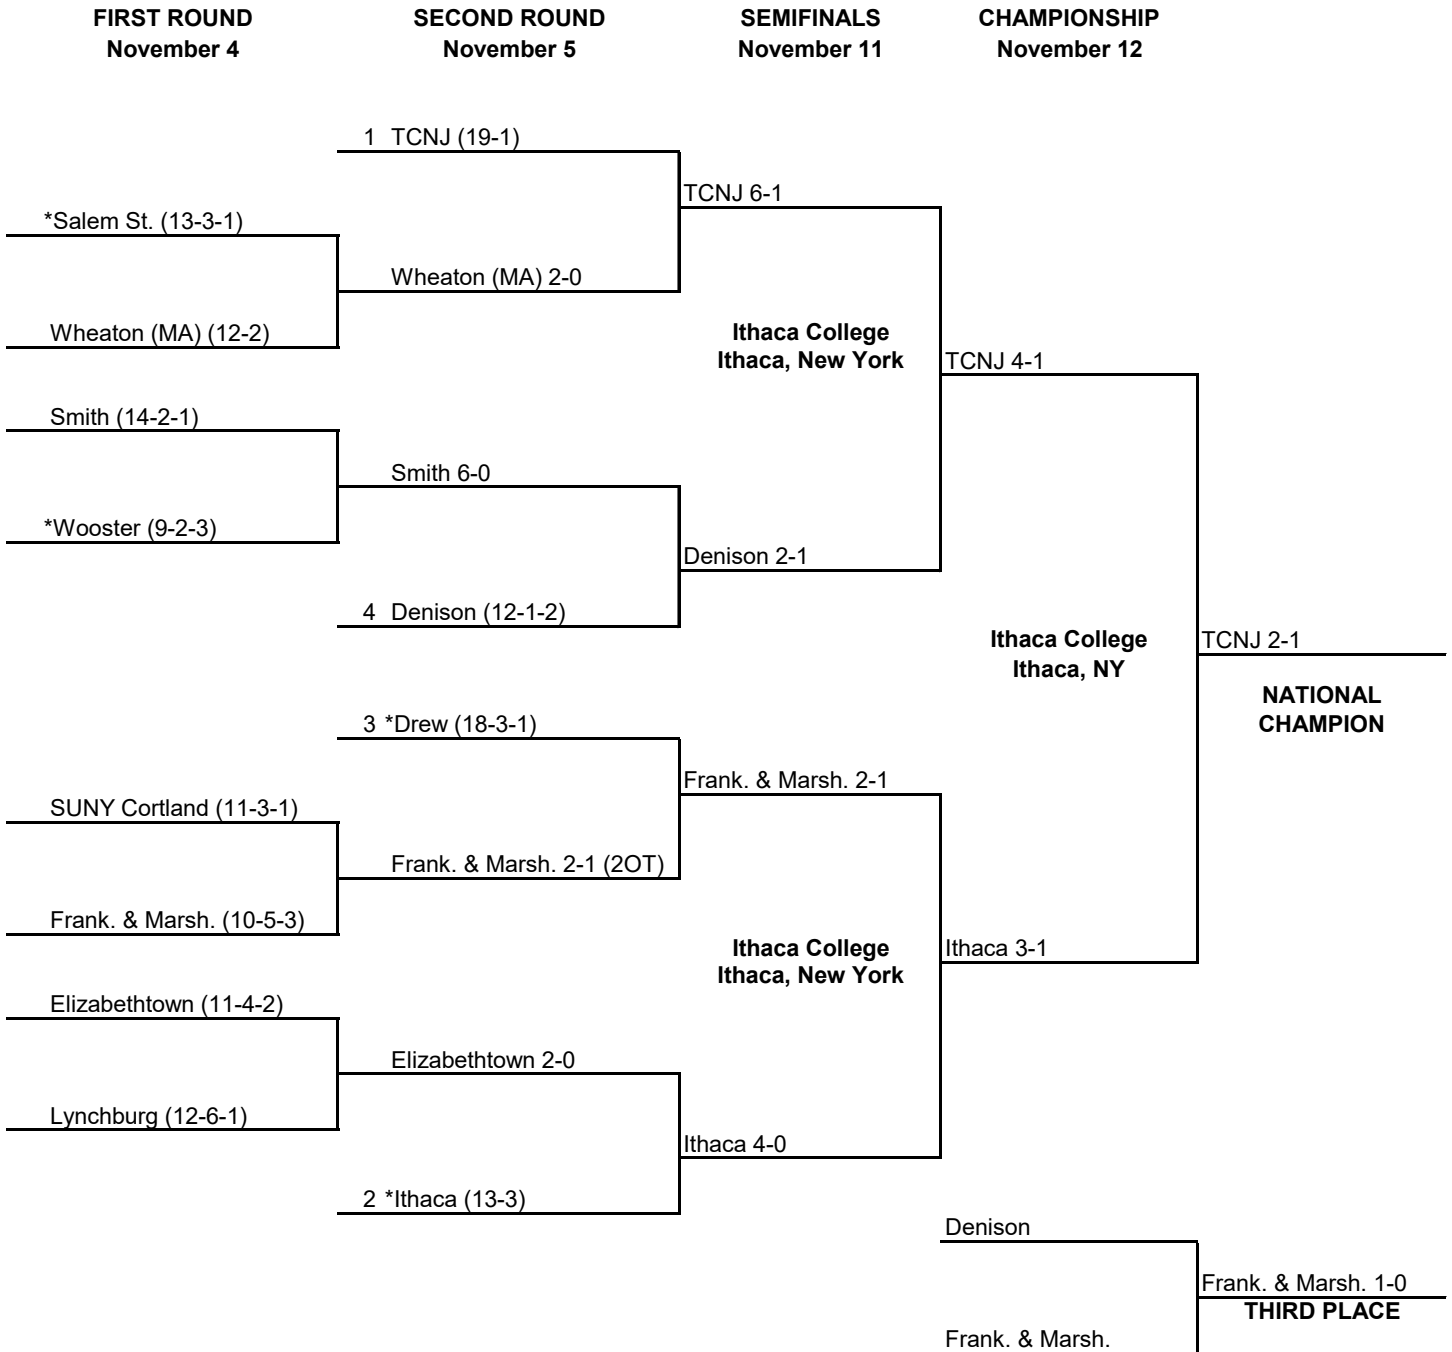 FIRST ROUND
November 4
SECOND ROUND
November 5
SEMIFINALS
November 11
CHAMPIONSHIP
November 12
1 TCNJ (19-1)
TCNJ 6-1
*Salem St. (13-3-1)
Wheaton (MA) 2-0
Wheaton (MA) (12-2)
Ithaca College
Ithaca, New York
TCNJ 4-1
Smith (14-2-1)
Smith 6-0
*Wooster (9-2-3)
Denison 2-1
4 Denison (12-1-2)
Ithaca College
Ithaca, NY
TCNJ 2-1
NATIONAL
CHAMPION
3 *Drew (18-3-1)
Frank. & Marsh. 2-1
SUNY Cortland (11-3-1)
Frank. & Marsh. 2-1 (2OT)
Frank. & Marsh. (10-5-3)
Ithaca College
Ithaca, New York
Ithaca 3-1
Elizabethtown (11-4-2)
Elizabethtown 2-0
Lynchburg (12-6-1)
Ithaca 4-0
2 *Ithaca (13-3)
Denison
Frank. & Marsh. 1-0
THIRD PLACE
Frank. & Marsh.